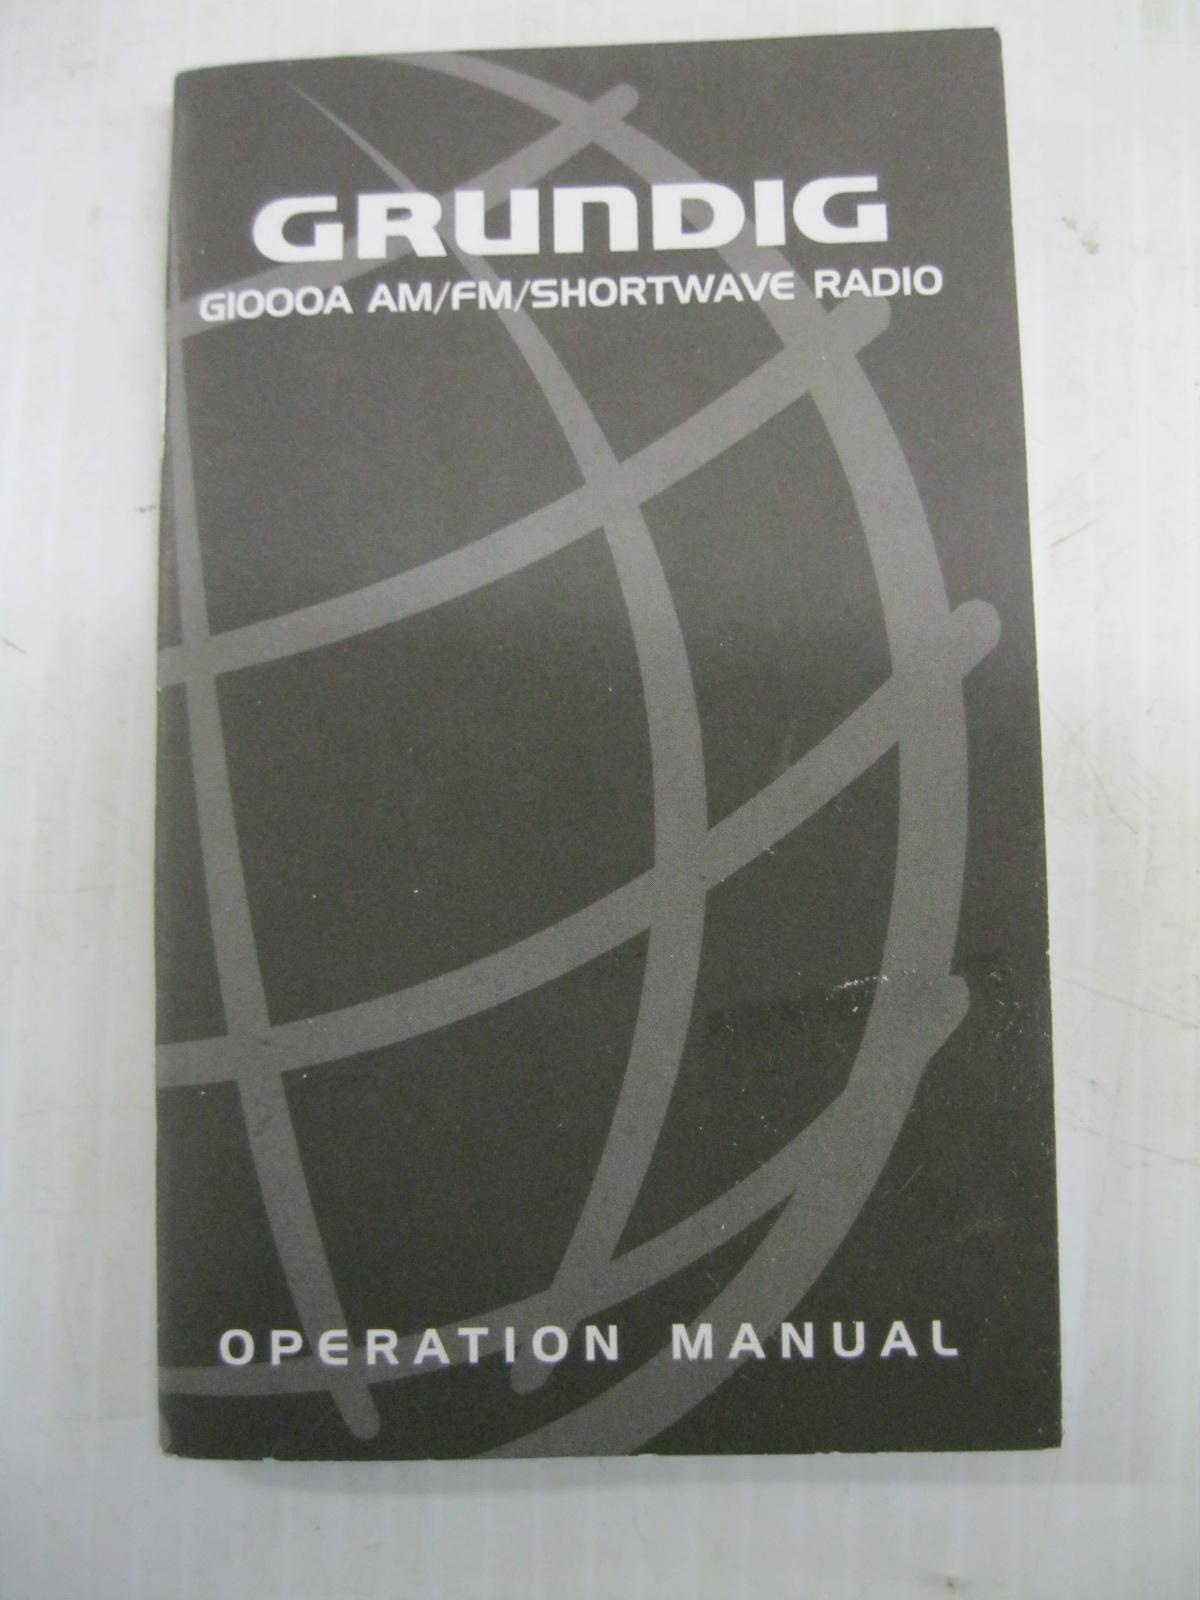 GRUNDIG
G1000A AM/FM/SHORTWAVE RADIO
OPERATION MANUAL